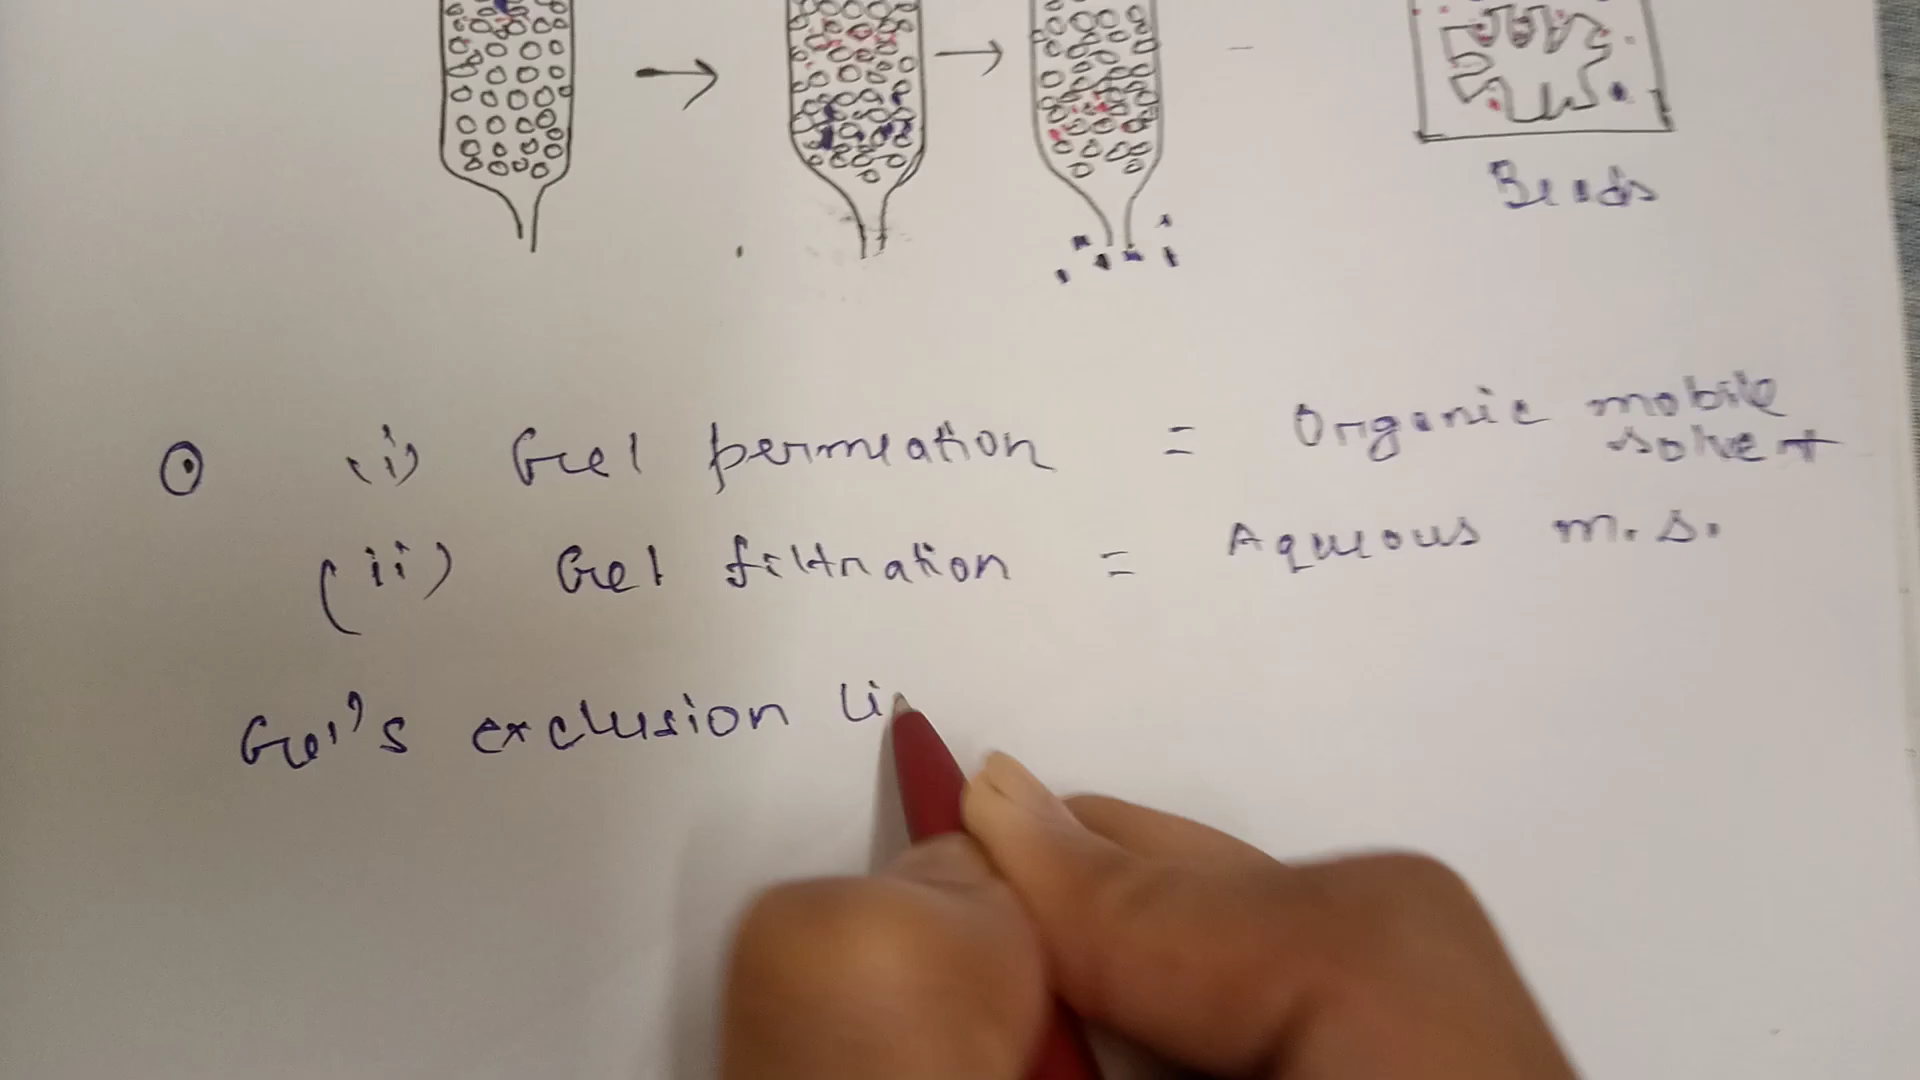 Beads
(i) Gel permeation = Organic mobile solvent
(ii) Gel filtration = Aqueous m.s.
Gel's exclusion li